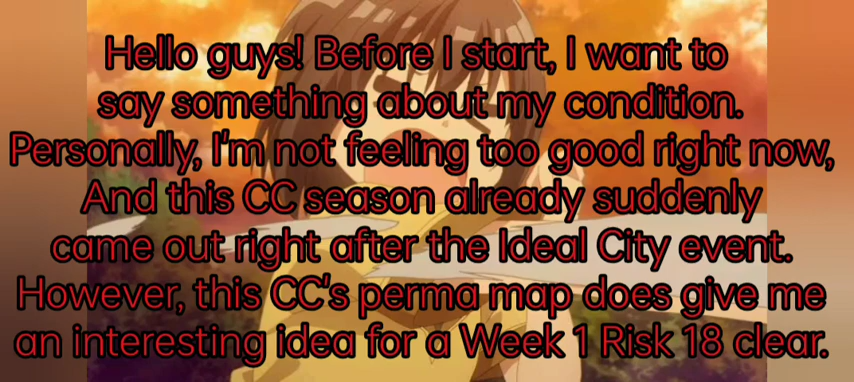 Hello guys! Before I start, I want to
say something about my condition.
Personally, I'm not feeling too good right now,
And this CC season already suddenly
came out right after the Ideal City event.
However, this CC's perma map does give me
an interesting idea for a Week 1 Risk 18 clear.